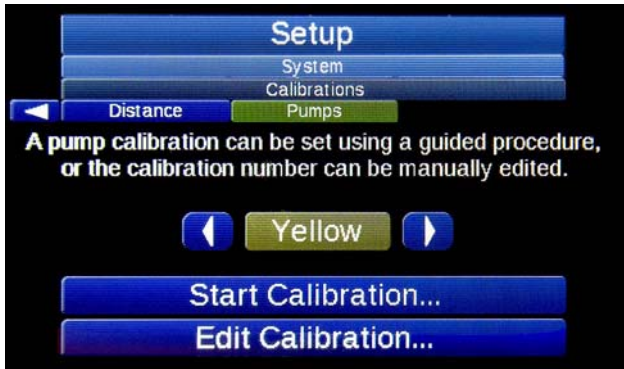 Setup
System
Calibrations
Distance Pumps
A pump calibration can be set using a guided procedure,
or the calibration number can be manually edited.
Yellow
Start Calibration...
Edit Calibration...